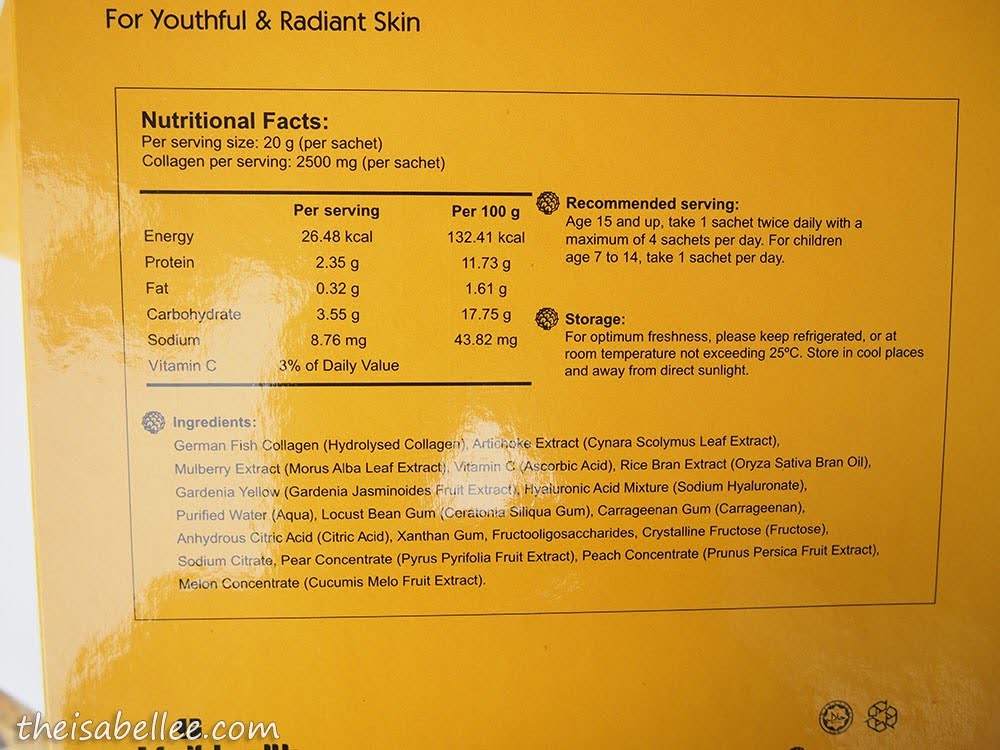 For Youthful & Radiant Skin
Nutritional Facts:
Per serving size: 20 g (per sachet)
Collagen per serving: 2500 mg (per sachet)
Per serving Per 100 g
Energy 26.48 kcal 132.41 kcal
Protein 2.35 g 11.73 g
Fat 0.32 g 1.61 g
Carbohydrate 3.55 g 17.75 g
Sodium 8.76 mg 43.82 mg
Vitamin C 3% of Daily Value
Recommended serving:
Age 15 and up, take 1 sachet twice daily with a
maximum of 4 sachets per day. For children
age 7 to 14, take 1 sachet per day.
Storage:
For optimum freshness, please keep refrigerated, or at
room temperature not exceeding 25ºC. Store in cool places
and away from direct sunlight.
Ingredients:
German Fish Collagen (Hydrolysed Collagen), Artichoke Extract (Cynara Scolymus Leaf Extract),
Mulberry Extract (Morus Alba Leaf Extract), Vitamin C (Ascorbic Acid), Rice Bran Extract (Oryza Sativa Bran Oil),
Gardenia Yellow (Gardenia Jasminoides Fruit Extract), Hyaluronic Acid Mixture (Sodium Hyaluronate),
Purified Water (Aqua), Locust Bean Gum (Ceratonia Siliqua Gum), Carrageenan Gum (Carrageenan),
Anhydrous Citric Acid (Citric Acid), Xanthan Gum, Fructooligosaccharides, Crystalline Fructose (Fructose),
Sodium Citrate, Pear Concentrate (Pyrus Pyrifolia Fruit Extract), Peach Concentrate (Prunus Persica Fruit Extract),
Melon Concentrate (Cucumis Melo Fruit Extract).
theisabellee.com